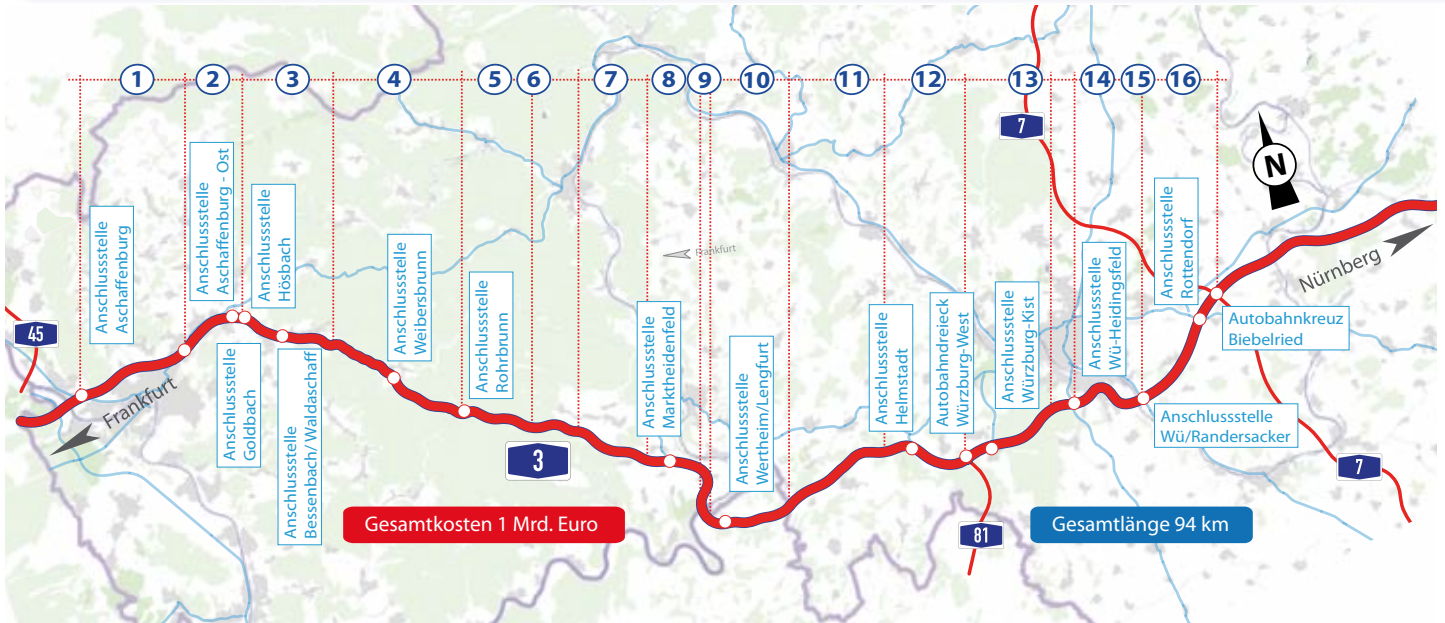 1
2
3
4
5
6
7
8
9
10
11
12
13
14
15
16
7
N
Anschlussstelle
Aschaffenburg
Anschlussstelle
Aschaffenburg - Ost
Anschlussstelle
Hösbach
Anschlussstelle
Weibersbrunn
Anschlussstelle
Rohrbrunn
Frankfurt
Anschlussstelle
Marktheidenfeld
Anschlussstelle
Wertheim/Lengfurt
Anschlussstelle
Helmstadt
Autobahndreieck
Würzburg-West
Anschlussstelle
Würzburg-Kist
Anschlussstelle
Wü-Heidingsfeld
Anschlussstelle
Rottendorf
Nürnberg
Autobahnkreuz
Biebelried
45
Frankfurt
Anschlussstelle
Goldbach
Anschlussstelle
Bessenbach/ Waldaschaff
3
Anschlussstelle
Wü/Randersacker
7
Gesamtkosten 1 Mrd. Euro
81
Gesamtlänge 94 km